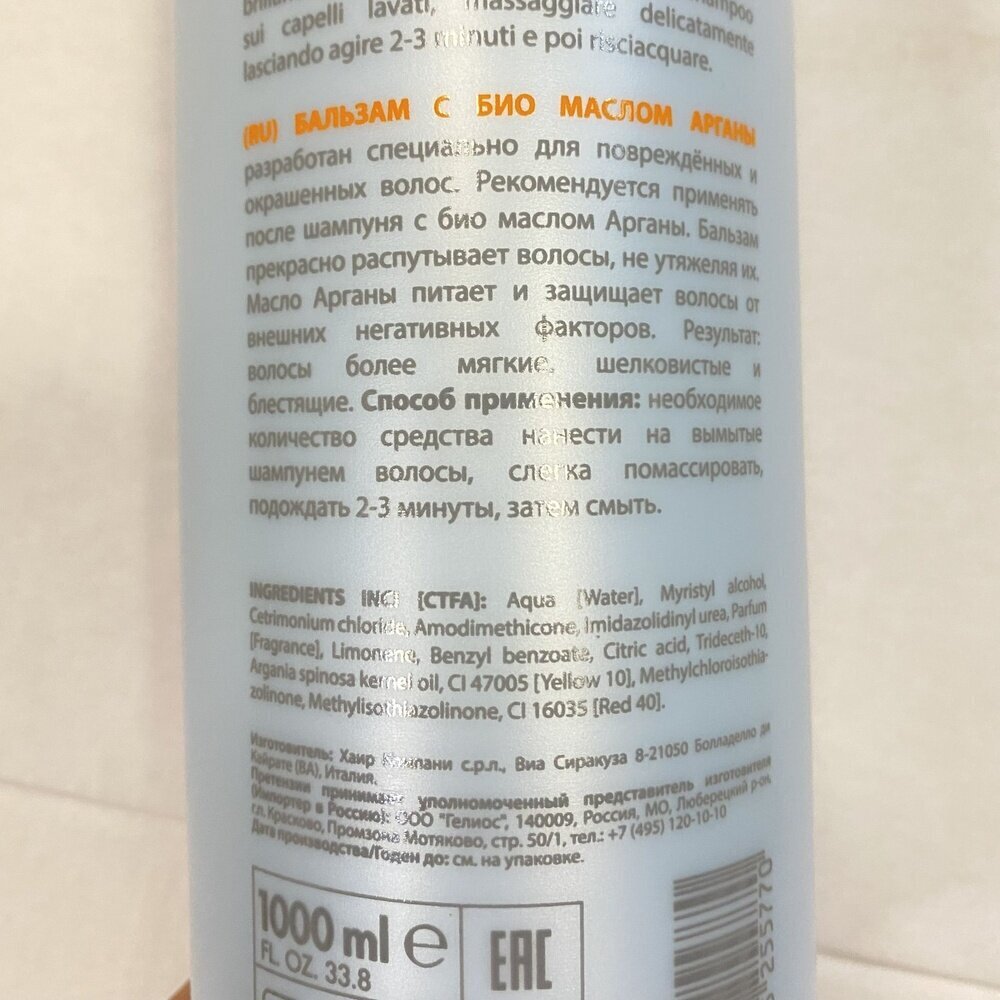 sui capelli lavati, massaggiare delicatamente
lasciando agire 2-3 minuti e poi risciacquare.
(RU) БАЛЬЗАМ С БИО МАСЛОМ АРГАНЫ
разработан специально для повреждённых и
окрашенных волос. Рекомендуется применять
после шампуня с био маслом Арганы. Бальзам
прекрасно распутывает волосы, не утяжеляя их.
Масло Арганы питает и защищает волосы от
внешних негативных факторов. Результат:
волосы более мягкие, шелковистые и
блестящие. Способ применения: необходимое
количество средства нанести на вымытые
шампунем волосы, слегка помассировать,
подождать 2-3 минуты, затем смыть.
INGREDIENTS INCI [CTFA]: Aqua [Water], Myristyl alcohol,
Cetrimonium chloride, Amodimethicone, Imidazolidinyl urea, Parfum
[Fragrance], Limonene, Benzyl benzoate, Citric acid, Trideceth-10,
Argania spinosa kernel oil, CI 47005 [Yellow 10], Methylchloroisothia-
zolinone, Methylisothiazolinone, CI 16035 [Red 40].
Изготовитель: Хаир Компани с.р.л., Виа Сиракуза 8-21050 Болладелло ди
Кайрате (ВА), Италия.
Претензии принимает уполномоченный представитель изготовителя
(Импортер в Россию): ООО "Гелиос", 140009, Россия, МО, Люберецкий р-он,
гп. Красково, Промзона Мотяково, стр. 50/1, тел.: +7 (495) 120-10-10
Дата производства/Годен до: см. на упаковке.
1000 ml e
FL. OZ. 33.8
EAC
255770